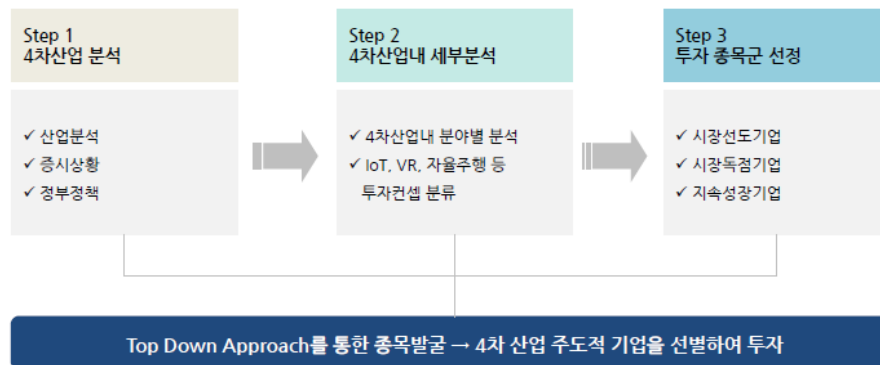 Step 1
4차산업 분석
✓ 산업분석
✓ 증시상황
✓ 정부정책
Step 2
4차산업내 세부분석
✓ 4차산업내 분야별 분석
✓ IoT, VR, 자율주행 등
투자컨셉 분류
Step 3
투자 종목군 선정
✓ 시장선도기업
✓ 시장독점기업
✓ 지속성장기업
Top Down Approach를 통한 종목발굴 → 4차 산업 주도적 기업을 선별하여 투자